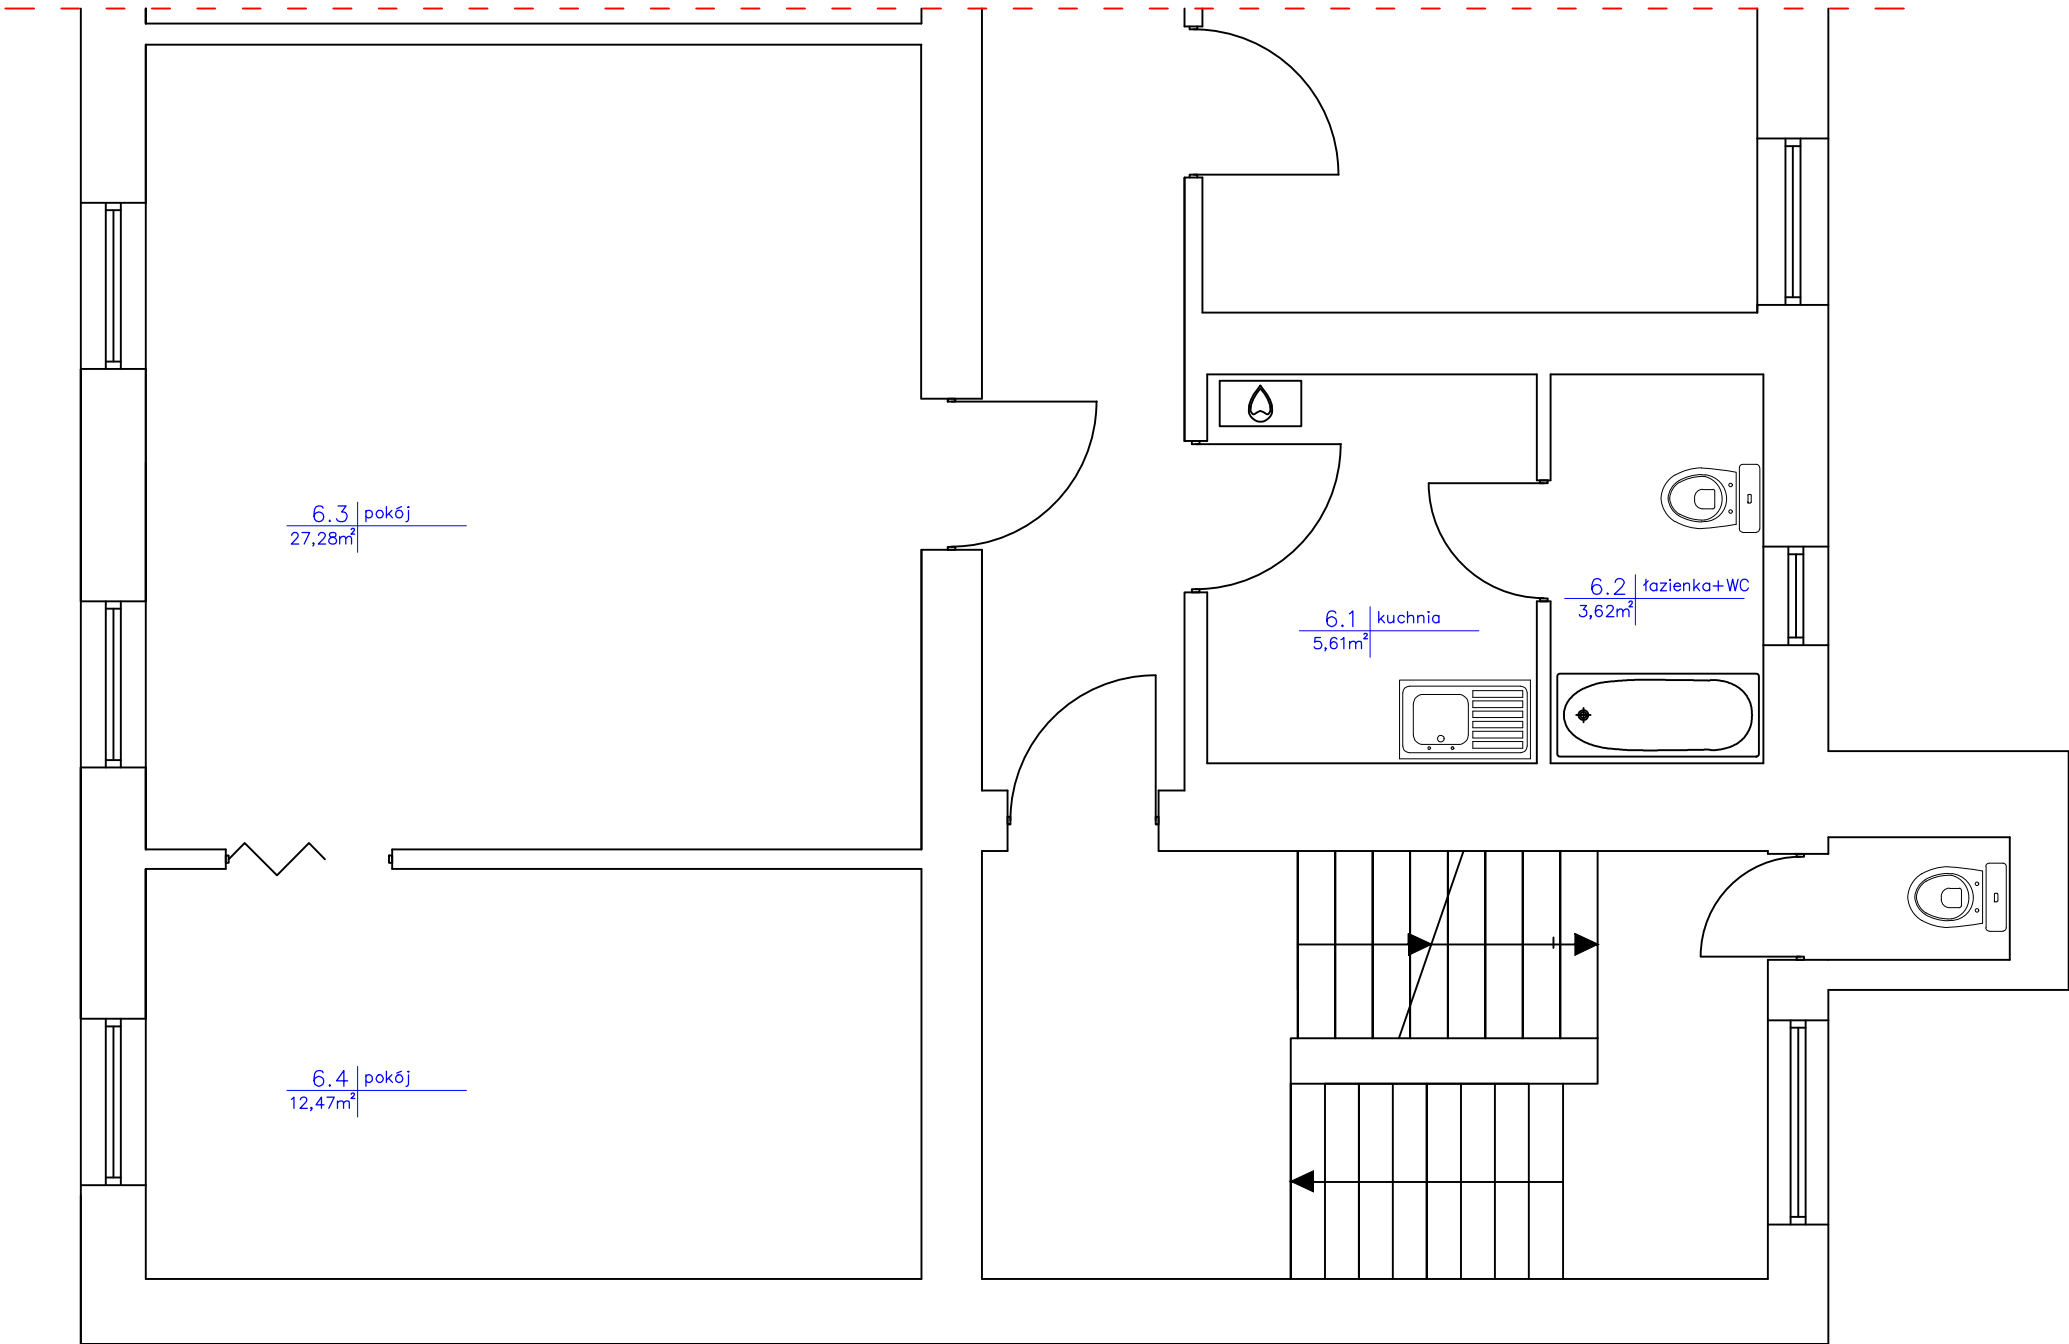 6.3 pokój
27,28m²
6.2 łazienka+WC
3,62m²
6.1 kuchnia
5,61m²
6.4 pokój
12,47m²